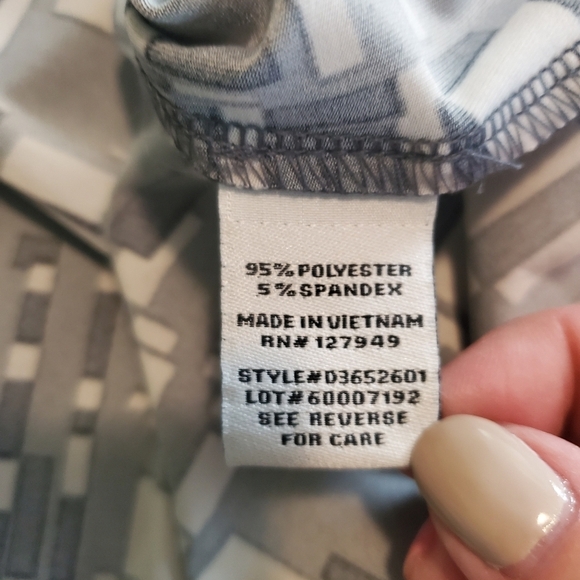 95% POLYESTER
5% SPANDEX
MADE IN VIETNAM
RN# 127949
STYLE#D3652601
LOT#60007192
SEE REVERSE
FOR CARE